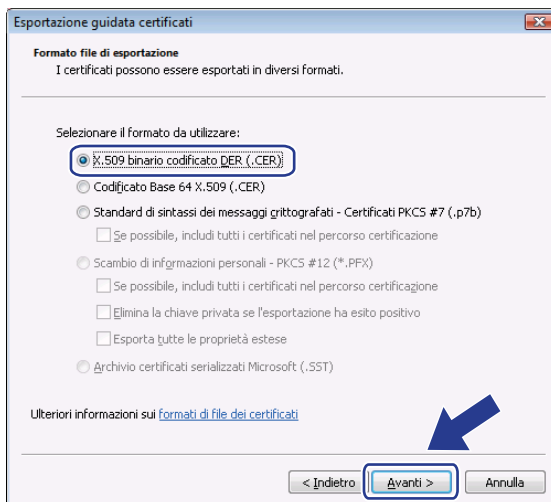 Esportazione guidata certificati
Formato file di esportazione
I certificati possono essere esportati in diversi formati.
Selezionare il formato da utilizzare:
X.509 binario codificato DER (.CER)
Codificato Base 64 X.509 (.CER)
Standard di sintassi dei messaggi crittografati - Certificati PKCS #7 (.p7b)
Se possibile, includi tutti i certificati nel percorso certificazione
Scambio di informazioni personali - PKCS #12 (*.PFX)
Se possibile, includi tutti i certificati nel percorso certificazione
Elimina la chiave privata se l'esportazione ha esito positivo
Esporta tutte le proprietà estese
Archivio certificati serializzati Microsoft (.SST)
Ulteriori informazioni sui formati di file dei certificati
< Indietro Avanti > Annulla